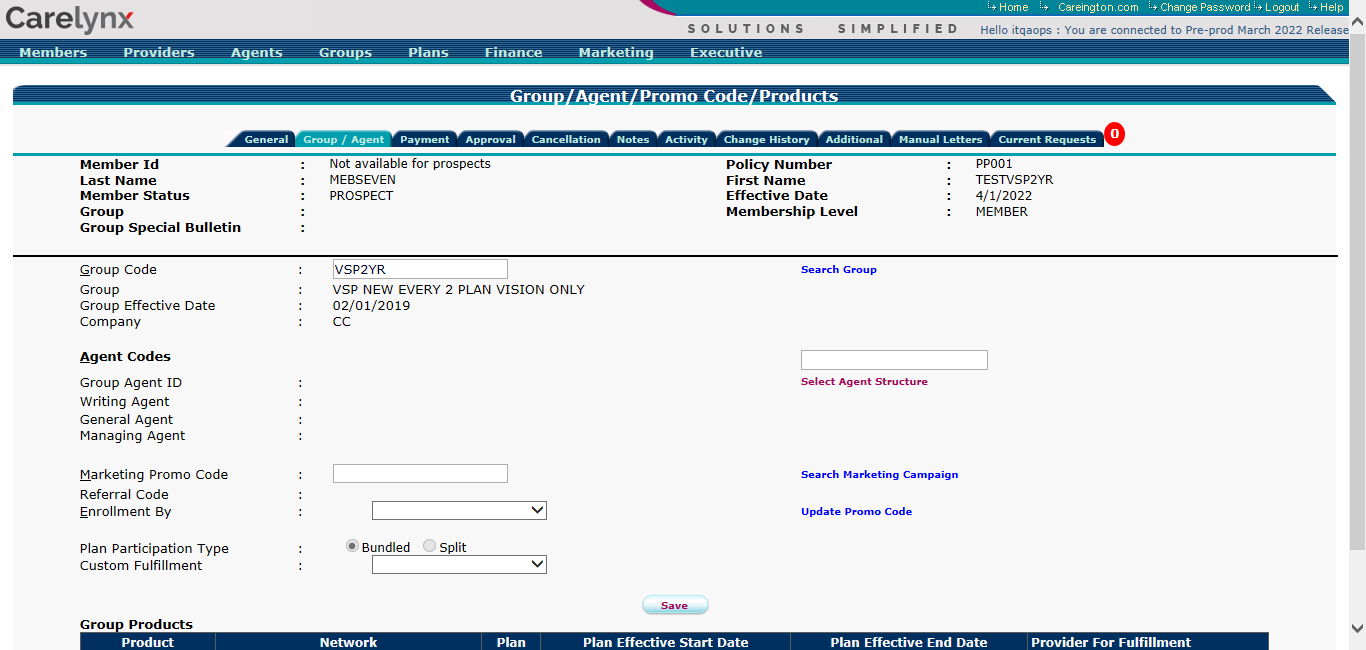 Carelynx
Home Careington.com Change Password Logout Help
SOLUTIONS SIMPLIFIED
Hello itqaops : You are connected to Pre-prod March 2022 Release
Members Providers Agents Groups Plans Finance Marketing Executive
Group/Agent/Promo Code/Products
General Group / Agent Payment Approval Cancellation Notes Activity Change History Additional Manual Letters Current Requests 0
Member Id : Not available for prospects Policy Number : PP001
Last Name : MEBSEVEN First Name : TESTVSP2YR
Member Status : PROSPECT Effective Date : 4/1/2022
Group : Membership Level : MEMBER
Group Special Bulletin :
Group Code : VSP2YR Search Group
Group : VSP NEW EVERY 2 PLAN VISION ONLY
Group Effective Date : 02/01/2019
Company : CC
Agent Codes
Group Agent ID : Select Agent Structure
Writing Agent :
General Agent :
Managing Agent :
Marketing Promo Code : Search Marketing Campaign
Referral Code :
Enrollment By : Update Promo Code
Plan Participation Type : Bundled Split
Custom Fulfillment :
Save
Group Products
Product Network Plan Plan Effective Start Date Plan Effective End Date Provider For Fulfillment